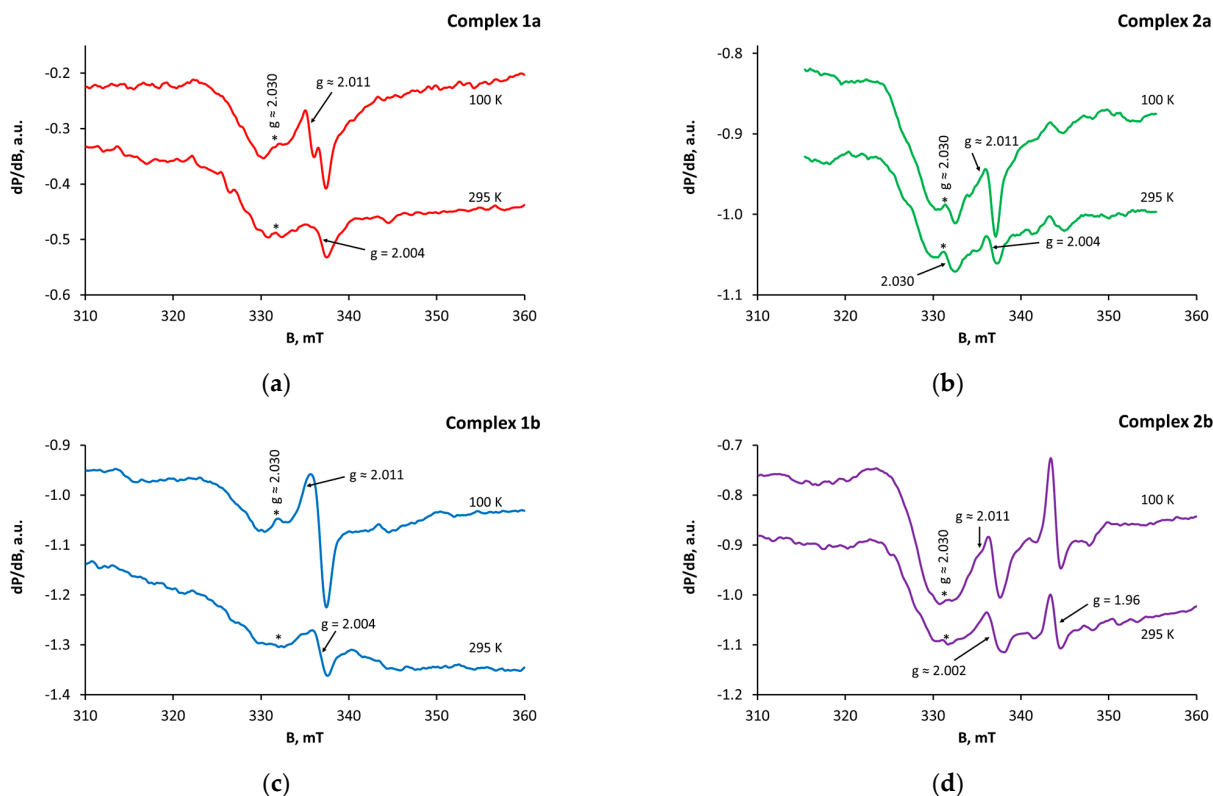 Complex 1a
-0.2
-0.3
-0.4
-0.5
-0.6
dP/dB, a.u.
g ≈ 2.030
*
g ≈ 2.011
100 K
295 K
*
g = 2.004
310 320 330 340 350 360
B, mT
(a)
Complex 2a
-0.8
-0.9
-1.0
-1.1
dP/dB, a.u.
100 K
g ≈ 2.030
*
g ≈ 2.011
295 K
*
g = 2.004
2.030
310 320 330 340 350 360
B, mT
(b)
Complex 1b
-0.9
-1.0
-1.1
-1.2
-1.3
-1.4
dP/dB, a.u.
g ≈ 2.030
*
g ≈ 2.011
100 K
g = 2.004
*
295 K
310 320 330 340 350 360
B, mT
(c)
Complex 2b
-0.7
-0.8
-0.9
-1.0
-1.1
-1.2
dP/dB, a.u.
100 K
g ≈ 2.011
g ≈ 2.030
*
g = 1.96
*
295 K
g ≈ 2.002
310 320 330 340 350 360
B, mT
(d)